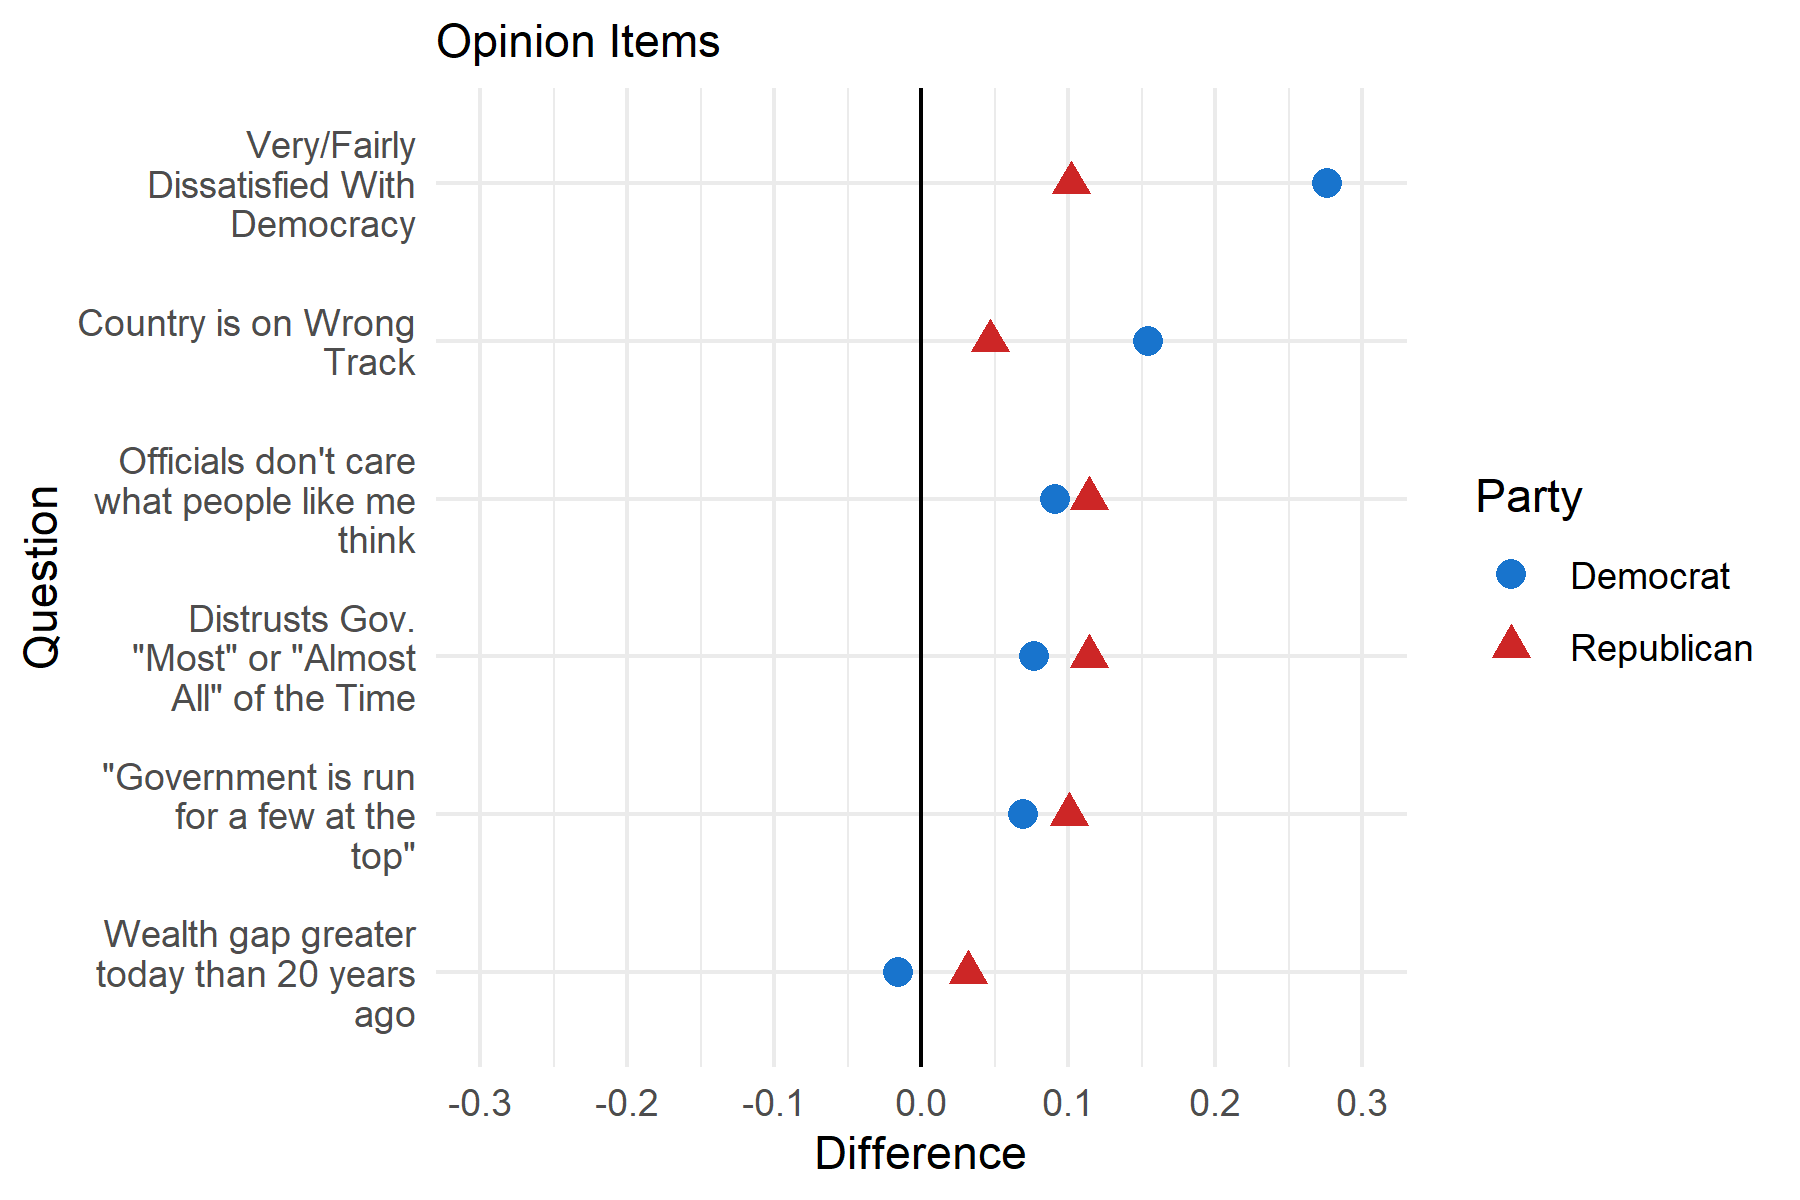 Opinion Items
Very/Fairly
Dissatisfied With
Democracy
Country is on Wrong
Track
Officials don't care
what people like me
think
Distrusts Gov.
"Most" or "Almost
All" of the Time
"Government is run
for a few at the
top"
Wealth gap greater
today than 20 years
ago
Question
-0.3 -0.2 -0.1 0.0 0.1 0.2 0.3
Difference
Party
Democrat
Republican